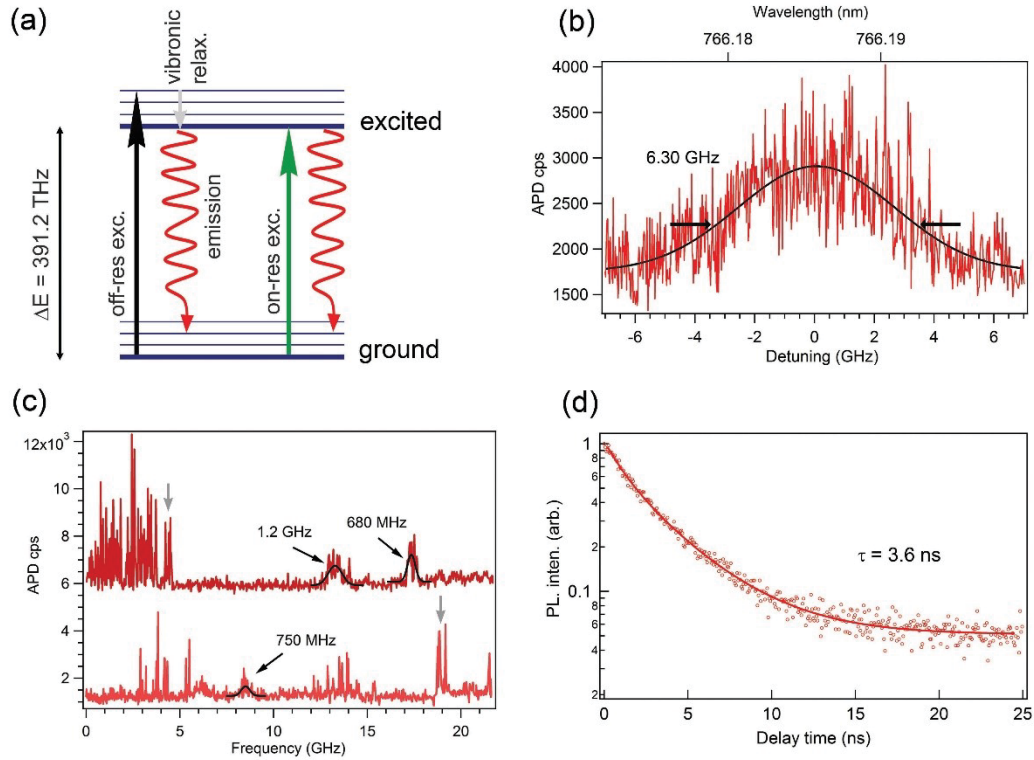 (a)
vibronic
relax.
excited
ΔE = 391.2 THz
off-res exc.
emission
on-res exc.
ground
(b)
Wavelength (nm)
766.18 766.19
4000
3500
3000
2500
2000
1500
APD cps
6.30 GHz
-6 -4 -2 0 2 4 6
Detuning (GHz)
(c)
12x10³
10
8
6
4
2
APD cps
1.2 GHz
680 MHz
750 MHz
0 5 10 15 20
Frequency (GHz)
(d)
1
8
6
4
2
0.1
8
6
4
2
PL. inten. (arb.)
τ = 3.6 ns
0 5 10 15 20 25
Delay time (ns)